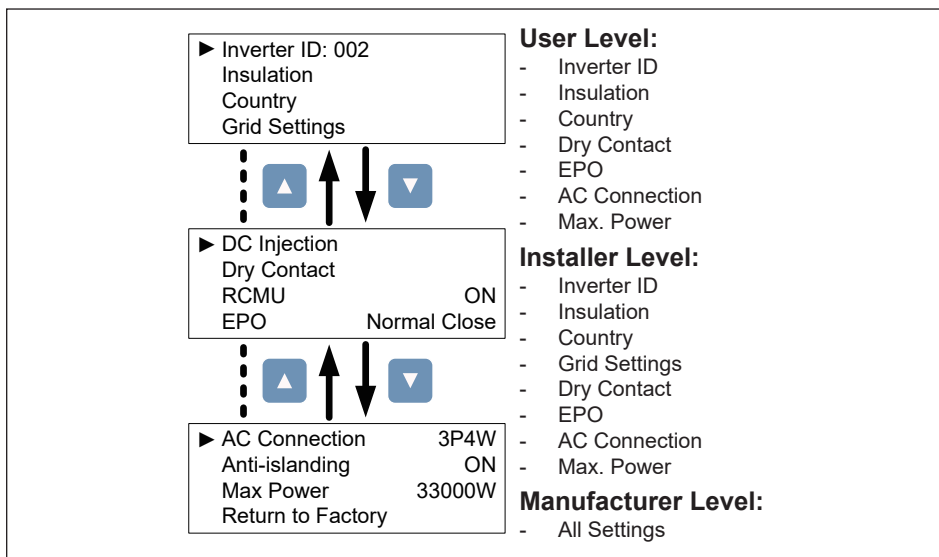 ► Inverter ID: 002
Insulation
Country
Grid Settings
▲ ▼
► DC Injection
Dry Contact
RCMU ON
EPO Normal Close
▲ ▼
► AC Connection 3P4W
Anti-islanding ON
Max Power 33000W
Return to Factory
User Level:
- Inverter ID
- Insulation
- Country
- Dry Contact
- EPO
- AC Connection
- Max. Power
Installer Level:
- Inverter ID
- Insulation
- Country
- Grid Settings
- Dry Contact
- EPO
- AC Connection
- Max. Power
Manufacturer Level:
- All Settings